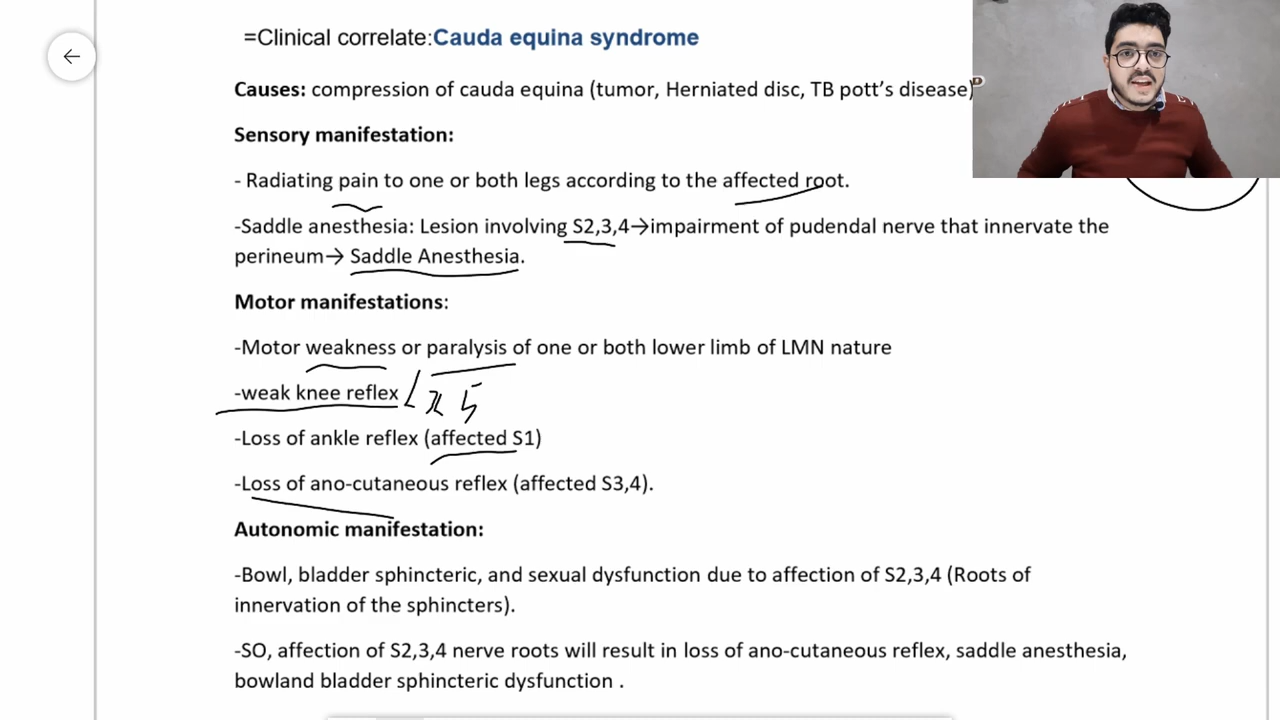 =Clinical correlate:Cauda equina syndrome
Causes: compression of cauda equina (tumor, Herniated disc, TB pott’s disease)
Sensory manifestation:
- Radiating pain to one or both legs according to the affected root.
-Saddle anesthesia: Lesion involving S2,3,4→impairment of pudendal nerve that innervate the
perineum→ Saddle Anesthesia.
Motor manifestations:
-Motor weakness or paralysis of one or both lower limb of LMN nature
-weak knee reflex
-Loss of ankle reflex (affected S1)
-Loss of ano-cutaneous reflex (affected S3,4).
Autonomic manifestation:
-Bowl, bladder sphincteric, and sexual dysfunction due to affection of S2,3,4 (Roots of
innervation of the sphincters).
-SO, affection of S2,3,4 nerve roots will result in loss of ano-cutaneous reflex, saddle anesthesia,
bowland bladder sphincteric dysfunction .